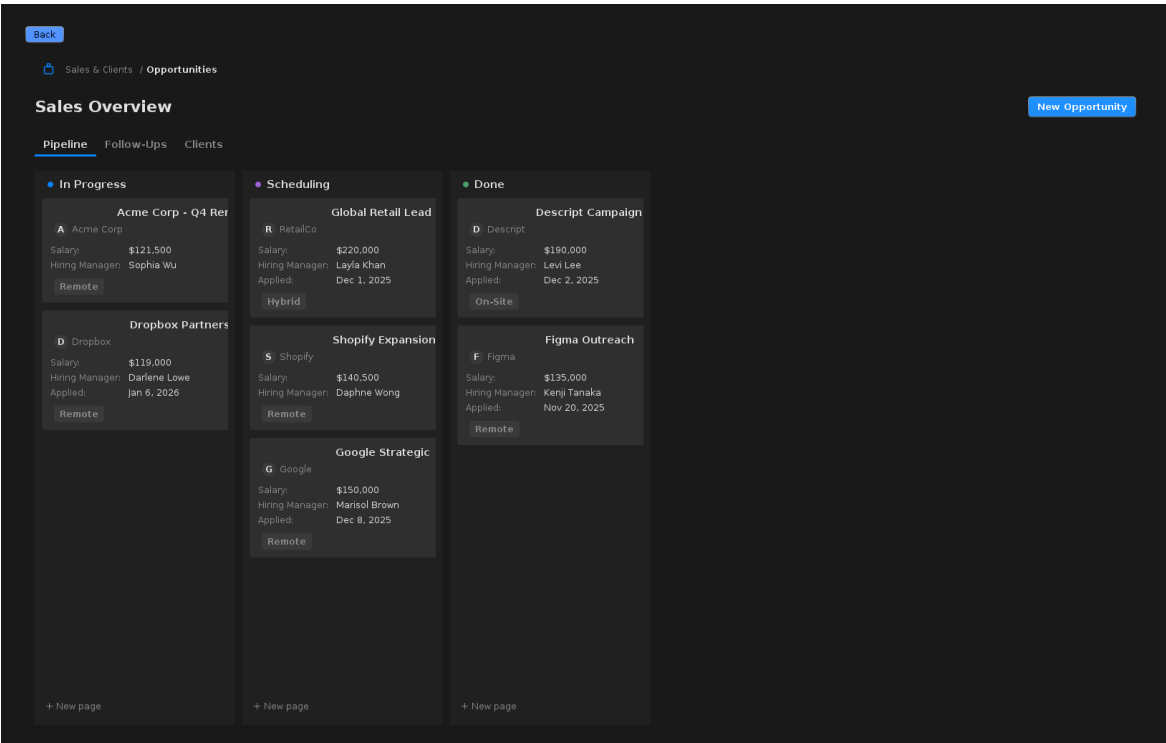 Back
Sales & Clients / Opportunities
Sales Overview
New Opportunity
Pipeline Follow-Ups Clients
In Progress
Acme Corp - Q4 Rer
A Acme Corp
Salary: $121,500
Hiring Manager: Sophia Wu
Remote
Dropbox Partners
D Dropbox
Salary: $119,000
Hiring Manager: Darlene Lowe
Applied: Jan 6, 2026
Remote
+ New page
Scheduling
Global Retail Lead
R RetailCo
Salary: $220,000
Hiring Manager: Layla Khan
Applied: Dec 1, 2025
Hybrid
Shopify Expansion
S Shopify
Salary: $140,500
Hiring Manager: Daphne Wong
Remote
Google Strategic
G Google
Salary: $150,000
Hiring Manager: Marisol Brown
Applied: Dec 8, 2025
Remote
+ New page
Done
Descript Campaign
D Descript
Salary: $190,000
Hiring Manager: Levi Lee
Applied: Dec 2, 2025
On-Site
Figma Outreach
F Figma
Salary: $135,000
Hiring Manager: Kenji Tanaka
Applied: Nov 20, 2025
Remote
+ New page